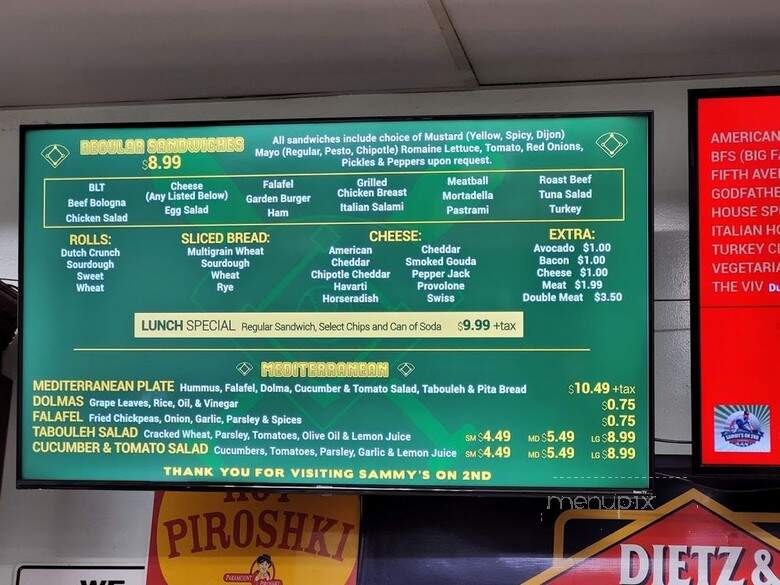 REGULAR SANDWICHES
$8.99
All sandwiches include choice of Mustard (Yellow, Spicy, Dijon)
Mayo (Regular, Pesto, Chipotle) Romaine Lettuce, Tomato, Red Onions,
Pickles & Peppers upon request.
BLT
Beef Bologna
Chicken Salad
Cheese
(Any Listed Below)
Egg Salad
Falafel
Garden Burger
Ham
Grilled
Chicken Breast
Italian Salami
Meatball
Mortadella
Pastrami
Roast Beef
Tuna Salad
Turkey
ROLLS:
Dutch Crunch
Sourdough
Sweet
Wheat
SLICED BREAD:
Multigrain Wheat
Sourdough
Wheat
Rye
CHEESE:
American
Cheddar
Chipotle Cheddar
Havarti
Horseradish
Cheddar
Smoked Gouda
Pepper Jack
Provolone
Swiss
EXTRA:
Avocado $1.00
Bacon $1.00
Cheese $1.00
Meat $1.99
Double Meat $3.50
LUNCH SPECIAL Regular Sandwich, Select Chips and Can of Soda $9.99 +tax
MEDITERRANEAN
MEDITERRANEAN PLATE Hummus, Falafel, Dolma, Cucumber & Tomato Salad, Tabouleh & Pita Bread $10.49 +tax
DOLMAS Grape Leaves, Rice, Oil, & Vinegar $0.75
FALAFEL Fried Chickpeas, Onion, Garlic, Parsley & Spices $0.75
TABOULEH SALAD Cracked Wheat, Parsley, Tomatoes, Olive Oil & Lemon Juice SM $4.49 MD $5.49 LG $8.99
CUCUMBER & TOMATO SALAD Cucumbers, Tomatoes, Parsley, Garlic & Lemon Juice SM $4.49 MD $5.49 LG $8.99
THANK YOU FOR VISITING SAMMY'S ON 2ND
AMERICAN
BFS (BIG F
FIFTH AVE
GODFATHE
HOUSE SP
ITALIAN HO
TURKEY C
VEGETARI
THE VIV Du
SAMMY'S ON 2ND
menupix
HOT
PIROSHKI
PARAMOUNT PIROSHKI
DIETZ &